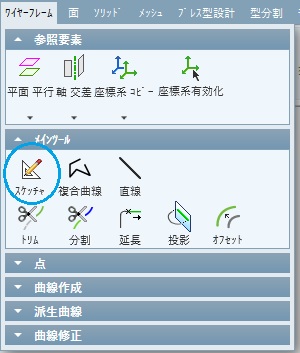 ﾜｲﾔｰﾌﾚｰﾑ 面 ｿﾘｯﾄﾞ ﾒｯｼｭ ﾌﾟﾚｽ型設計 型分割
参照要素
平面 平行 軸 交差 座標系 ｺﾋﾟｰ 座標系有効化
ﾒｲﾝﾂｰﾙ
ｽｹｯﾁｬ 複合曲線 直線
ﾄﾘﾑ 分割 延長 投影 ｵﾌｾｯﾄ
点
曲線作成
派生曲線
曲線修正